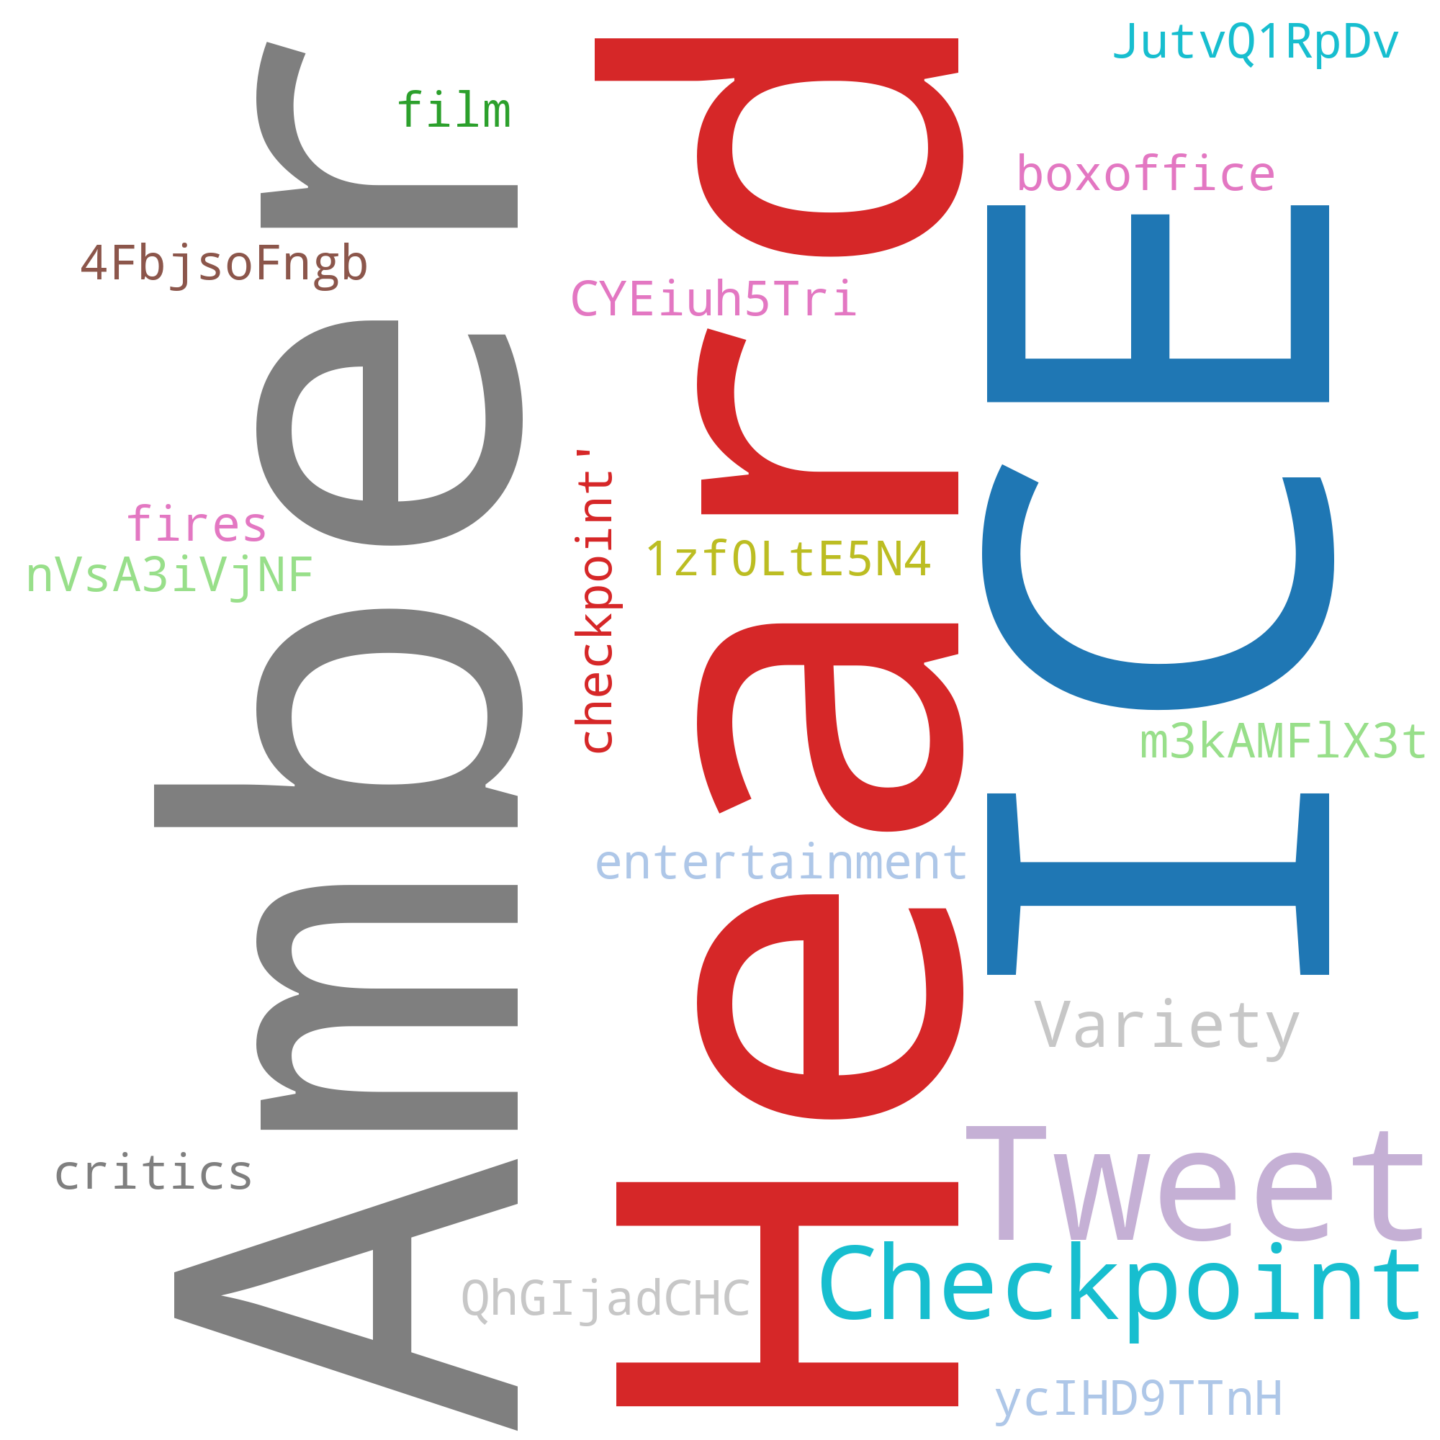 JutvQ1RpDv
film
boxoffice
4FbjsoFngb
CYEiuh5Tri
fires
nVsA3iVjNF
checkpoint'
1zf0LtE5N4
m3kAMFlX3t
entertainment
Amber
Heard
ICE
Variety
critics
Tweet
QhGIjadCHC
Checkpoint
ycIHD9TTnH